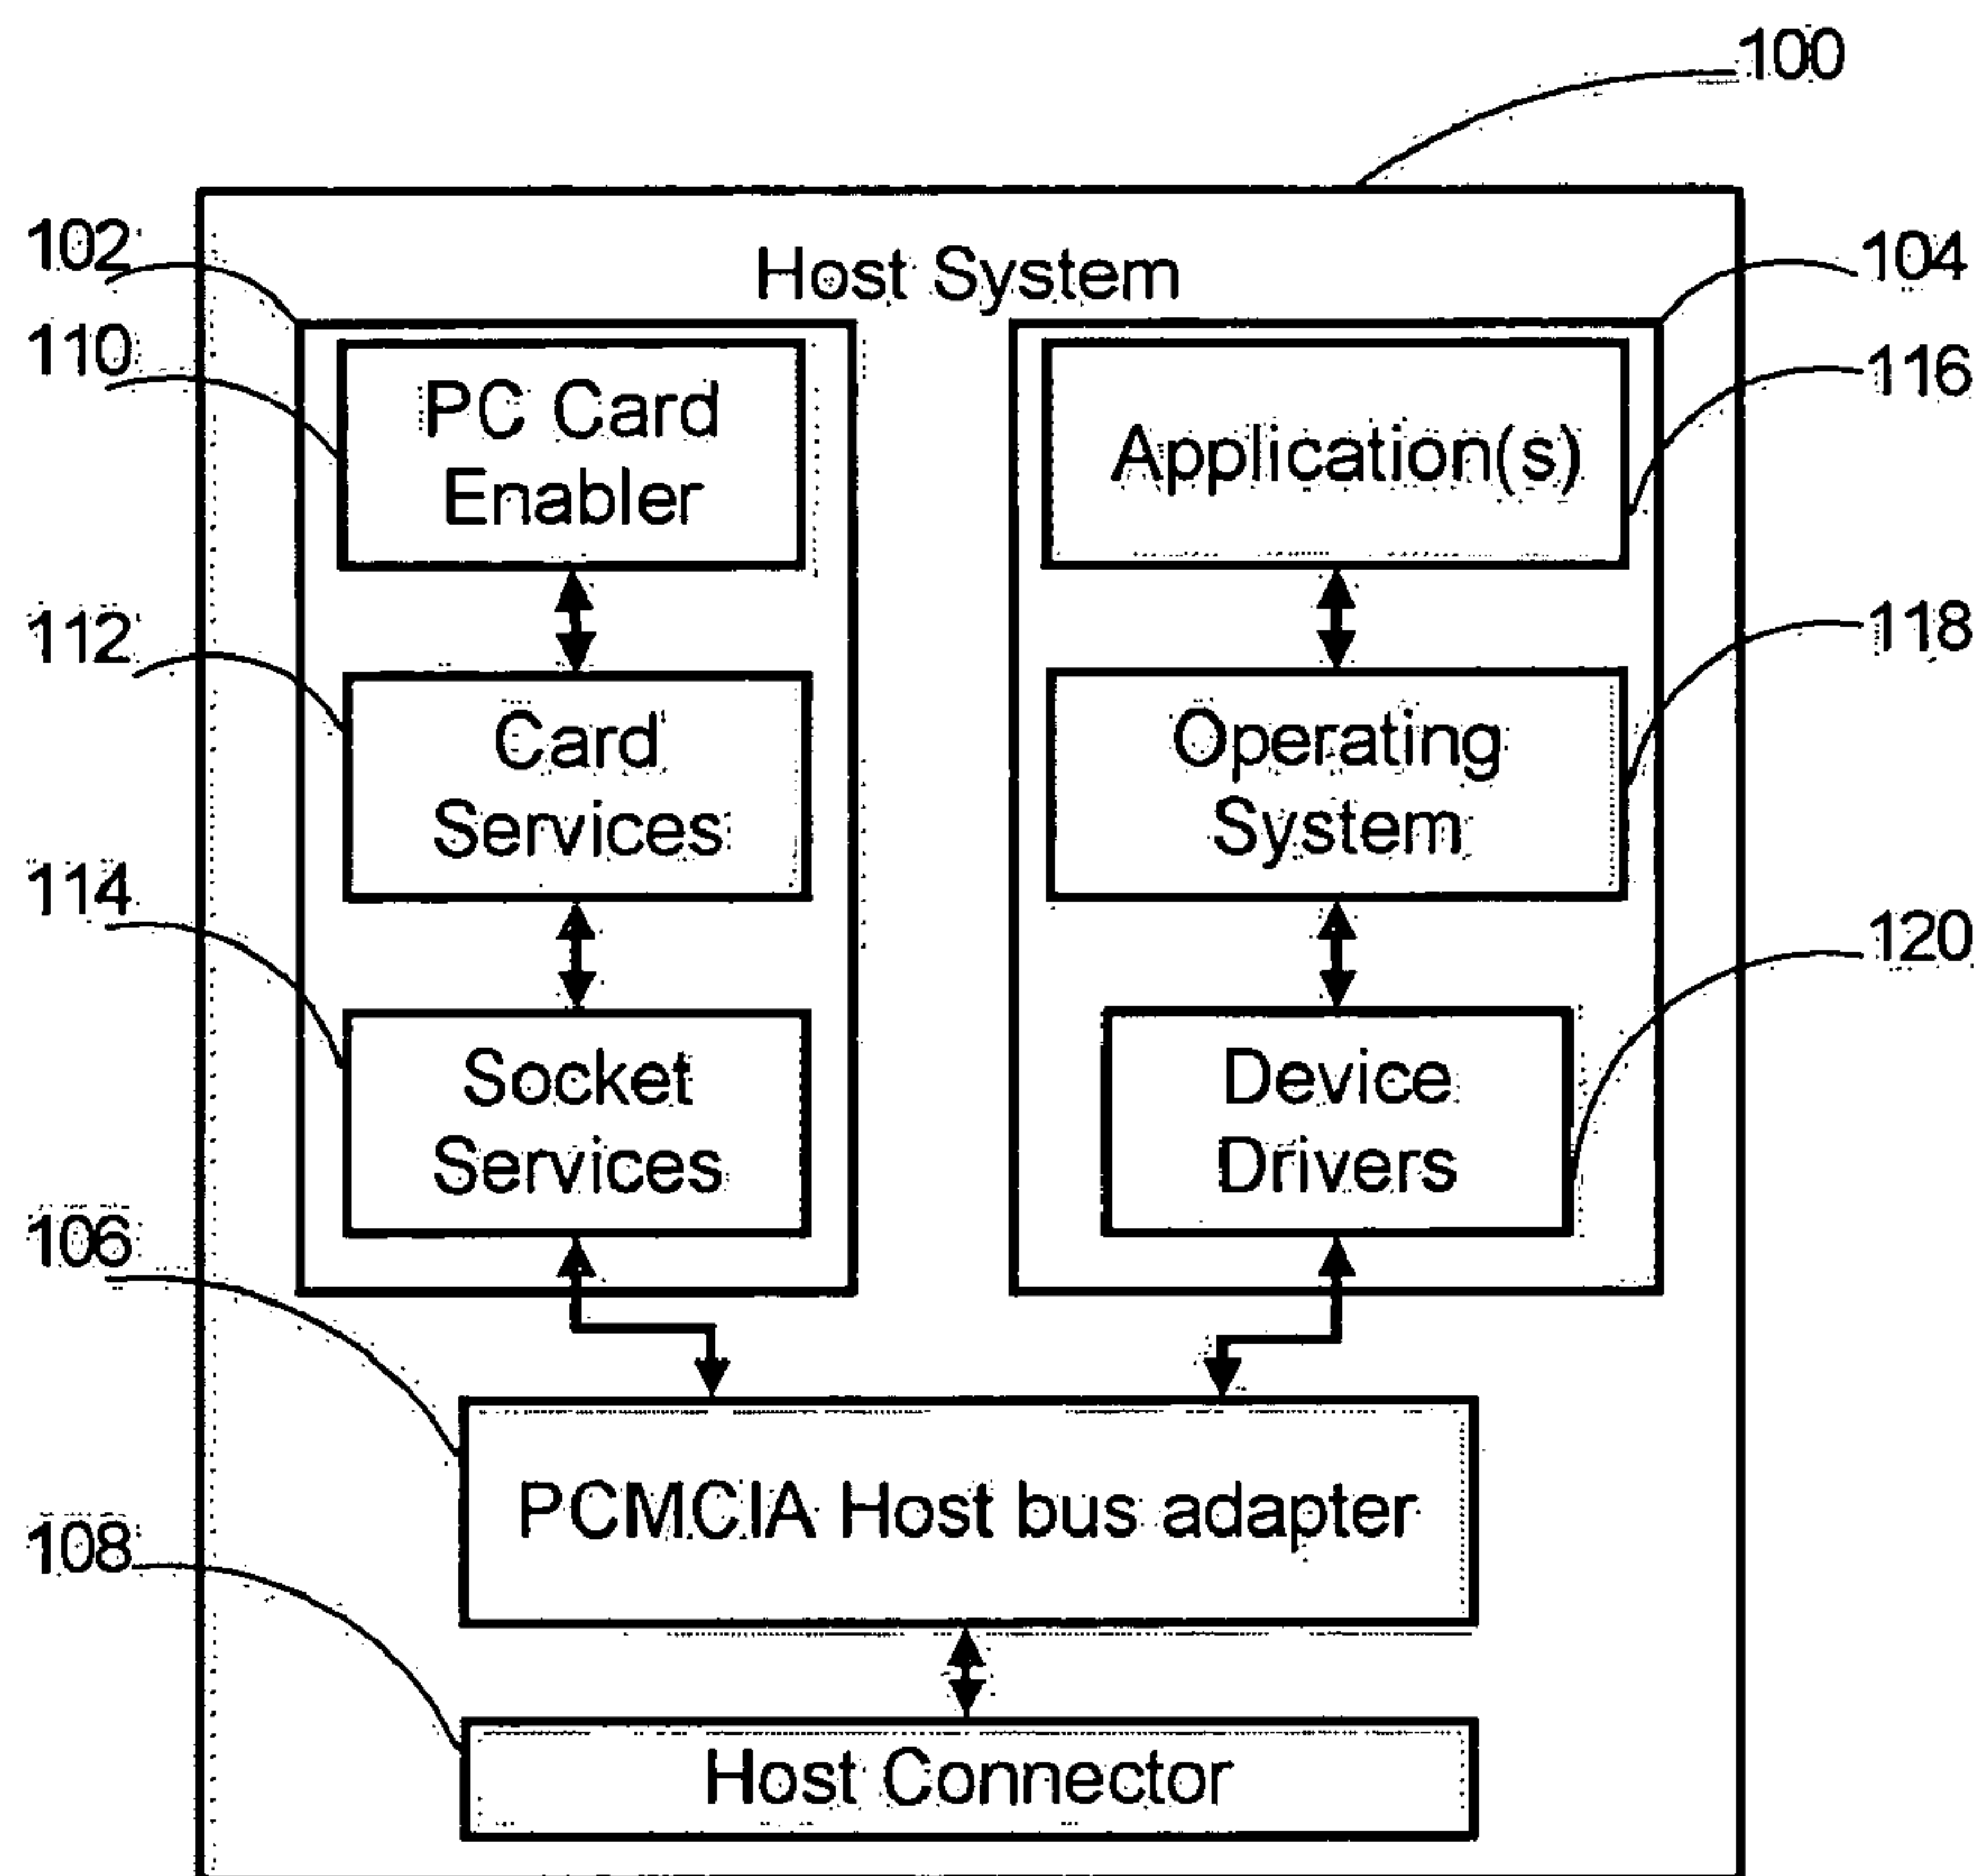 100
102
Host System
104
110
PC Card
Enabler
Application(s)
116
112
Card
Services
Operating
System
118
114
Socket
Services
Device
Drivers
120
106
PCMCIA Host bus adapter
108
Host Connector